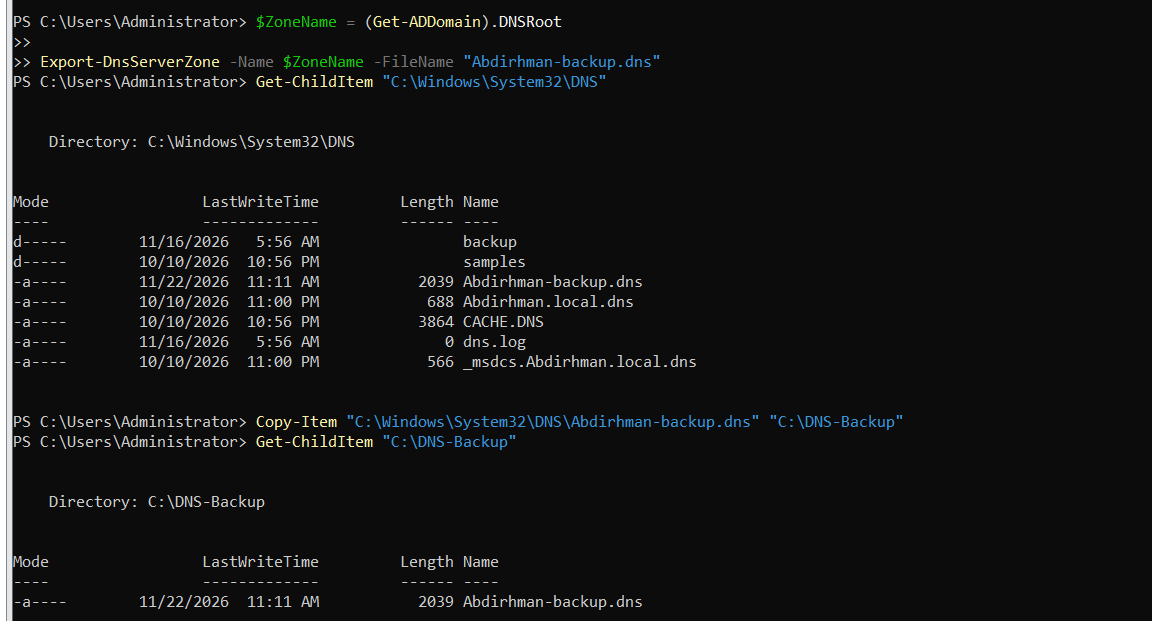 PS C:\Users\Administrator> $ZoneName = (Get-ADDomain).DNSRoot
>>
>> Export-DnsServerZone -Name $ZoneName -FileName "Abdirhman-backup.dns"
PS C:\Users\Administrator> Get-ChildItem "C:\Windows\System32\DNS"
Directory: C:\Windows\System32\DNS
Mode LastWriteTime Length Name
---- ------------- ------ ----
d----- 11/16/2026 5:56 AM backup
d----- 10/10/2026 10:56 PM samples
-a---- 11/22/2026 11:11 AM 2039 Abdirhman-backup.dns
-a---- 10/10/2026 11:00 PM 688 Abdirhman.local.dns
-a---- 10/10/2026 10:56 PM 3864 CACHE.DNS
-a---- 11/16/2026 5:56 AM 0 dns.log
-a---- 10/10/2026 11:00 PM 566 _msdcs.Abdirhman.local.dns
PS C:\Users\Administrator> Copy-Item "C:\Windows\System32\DNS\Abdirhman-backup.dns" "C:\DNS-Backup"
PS C:\Users\Administrator> Get-ChildItem "C:\DNS-Backup"
Directory: C:\DNS-Backup
Mode LastWriteTime Length Name
---- ------------- ------ ----
-a---- 11/22/2026 11:11 AM 2039 Abdirhman-backup.dns